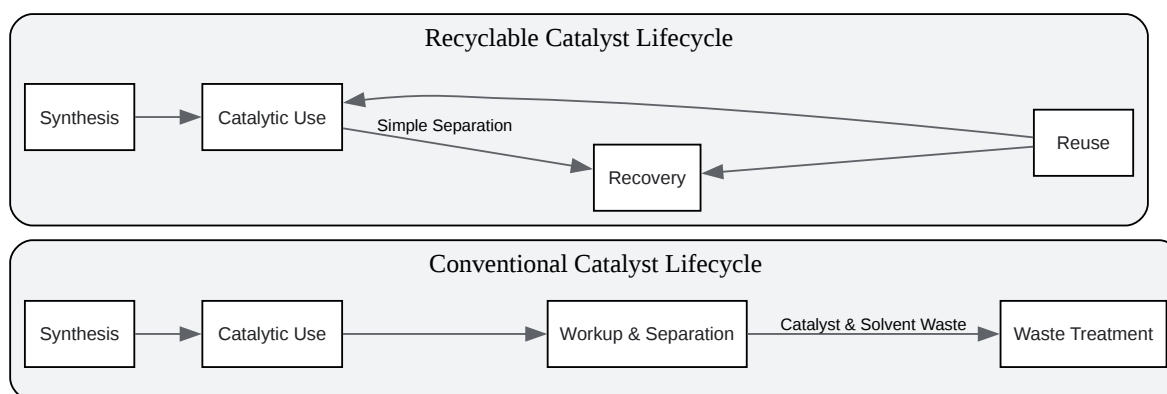 Recyclable Catalyst Lifecycle
Synthesis
Catalytic Use
Simple Separation
Recovery
Reuse
Conventional Catalyst Lifecycle
Synthesis
Catalytic Use
Workup & Separation
Catalyst & Solvent Waste
Waste Treatment